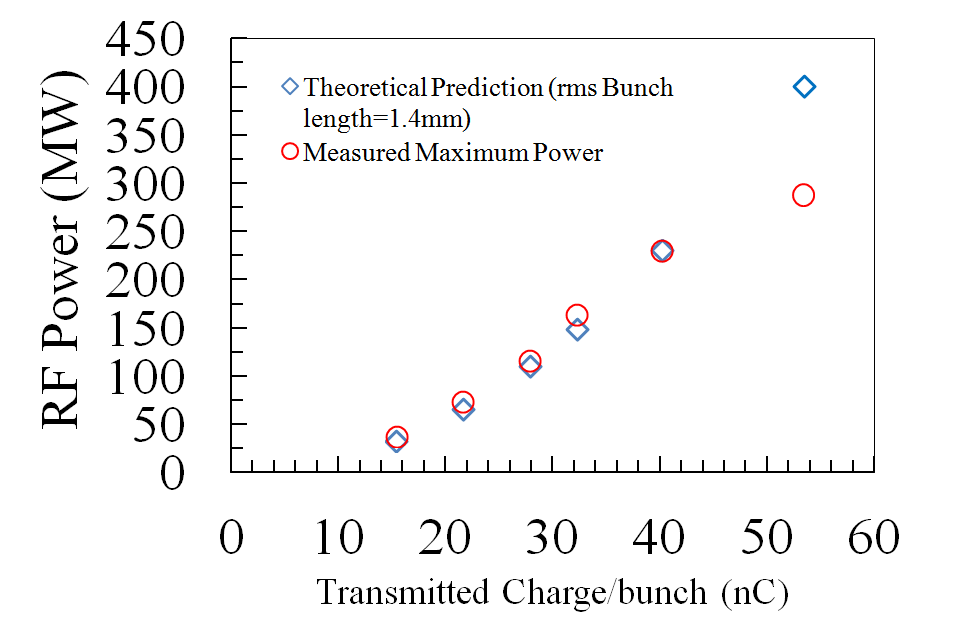 450
400
350
300
250
200
150
100
50
0
RF Power (MW)
Theoretical Prediction (rms Bunch
length=1.4mm)
Measured Maximum Power
0 10 20 30 40 50 60
Transmitted Charge/bunch (nC)